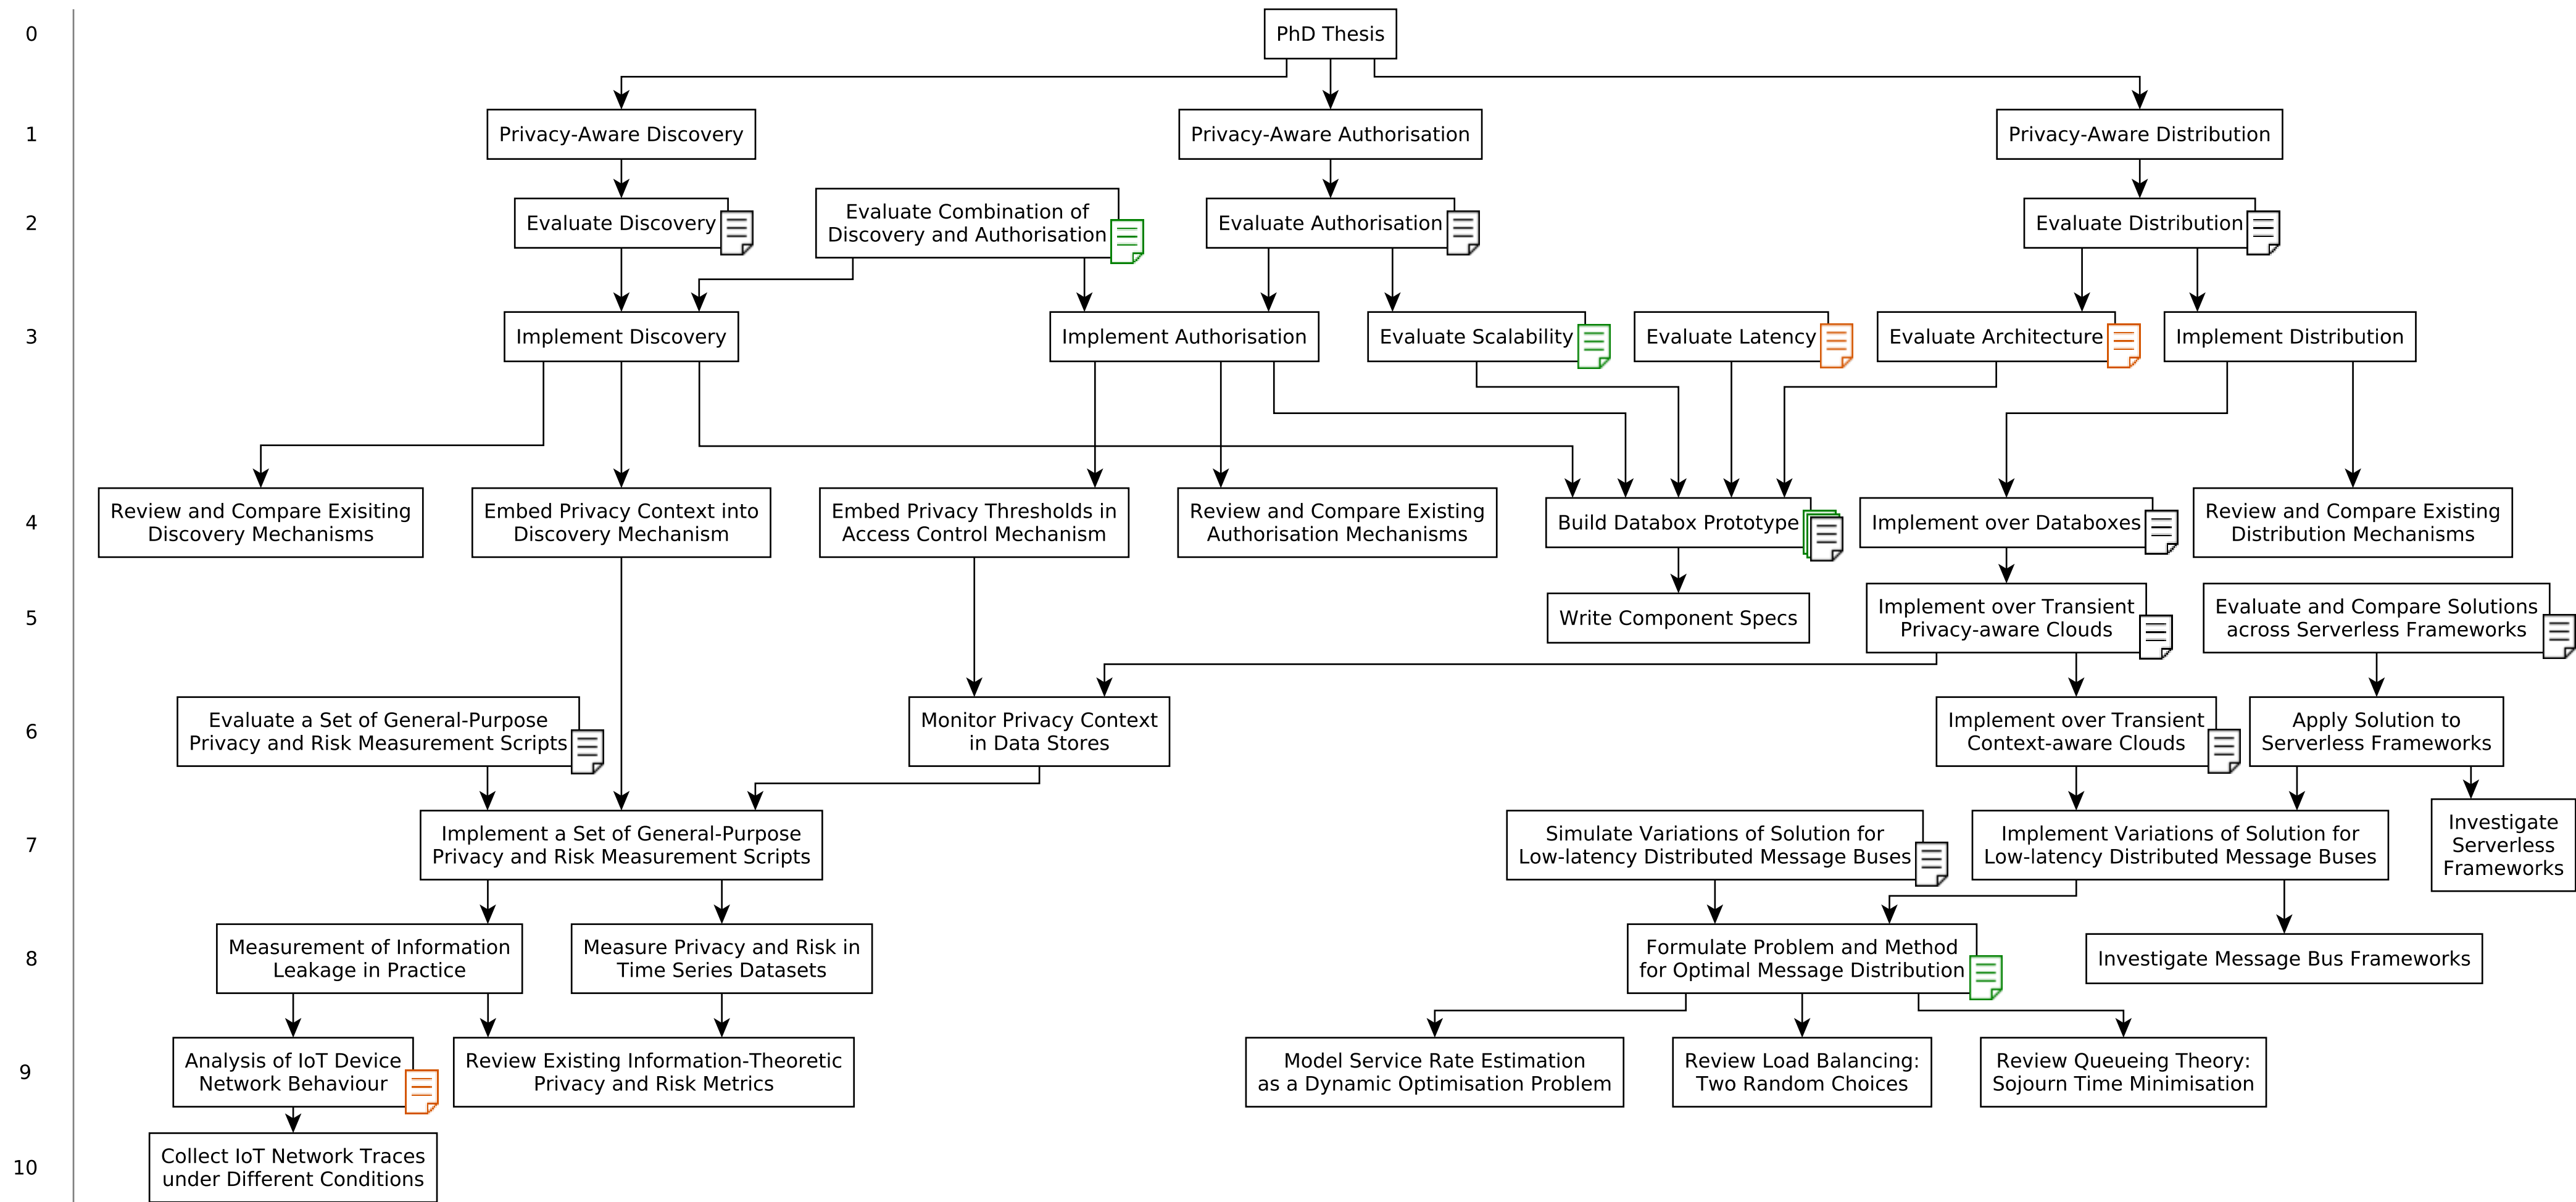 0
PhD Thesis
1
Privacy-Aware Discovery
Privacy-Aware Authorisation
Privacy-Aware Distribution
2
Evaluate Discovery
Evaluate Combination of
Discovery and Authorisation
Evaluate Authorisation
Evaluate Distribution
3
Implement Discovery
Implement Authorisation
Evaluate Scalability
Evaluate Latency
Evaluate Architecture
Implement Distribution
4
Review and Compare Exisiting
Discovery Mechanisms
Embed Privacy Context into
Discovery Mechanism
Embed Privacy Thresholds in
Access Control Mechanism
Review and Compare Existing
Authorisation Mechanisms
Build Databox Prototype
Implement over Databoxes
Review and Compare Existing
Distribution Mechanisms
5
Write Component Specs
Implement over Transient
Privacy-aware Clouds
Evaluate and Compare Solutions
across Serverless Frameworks
6
Evaluate a Set of General-Purpose
Privacy and Risk Measurement Scripts
Monitor Privacy Context
in Data Stores
Implement over Transient
Context-aware Clouds
Apply Solution to
Serverless Frameworks
7
Implement a Set of General-Purpose
Privacy and Risk Measurement Scripts
Simulate Variations of Solution for
Low-latency Distributed Message Buses
Implement Variations of Solution for
Low-latency Distributed Message Buses
Investigate
Serverless
Frameworks
8
Measurement of Information
Leakage in Practice
Measure Privacy and Risk in
Time Series Datasets
Formulate Problem and Method
for Optimal Message Distribution
Investigate Message Bus Frameworks
9
Analysis of IoT Device
Network Behaviour
Review Existing Information-Theoretic
Privacy and Risk Metrics
Model Service Rate Estimation
as a Dynamic Optimisation Problem
Review Load Balancing:
Two Random Choices
Review Queueing Theory:
Sojourn Time Minimisation
10
Collect IoT Network Traces
under Different Conditions